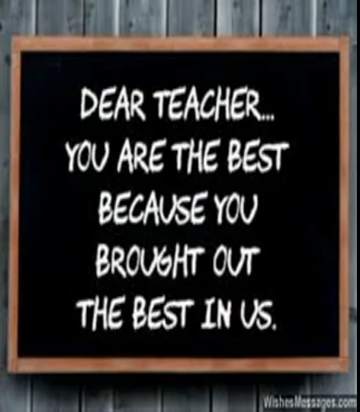 DEAR TEACHER...
YOU ARE THE BEST
BECAUSE YOU
BROUGHT OUT
THE BEST IN US.
WishesMessages.com